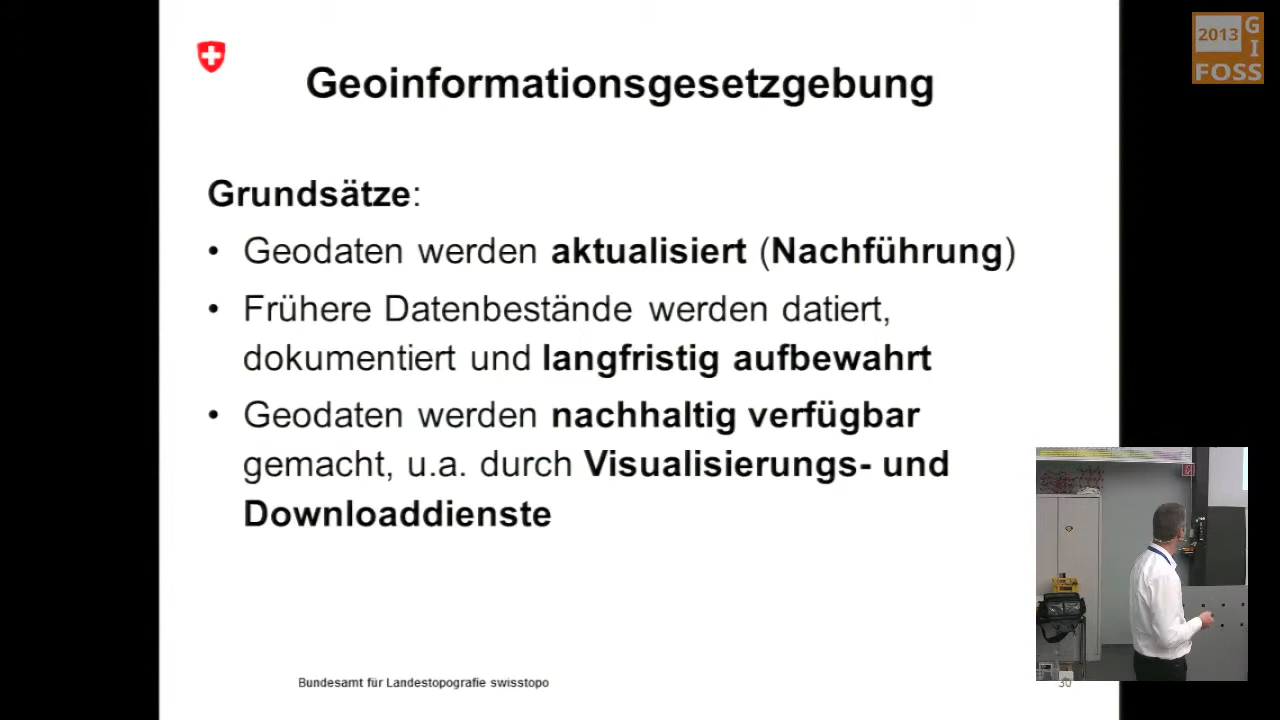 2013 GI
FOSS
Geoinformationsgesetzgebung
Grundsätze:
• Geodaten werden aktualisiert (Nachführung)
• Frühere Datenbestände werden datiert,
dokumentiert und langfristig aufbewahrt
• Geodaten werden nachhaltig verfügbar
gemacht, u.a. durch Visualisierungs- und
Downloaddienste
Bundesamt für Landestopografie swisstopo
30